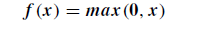 f(x) = max(0, x)